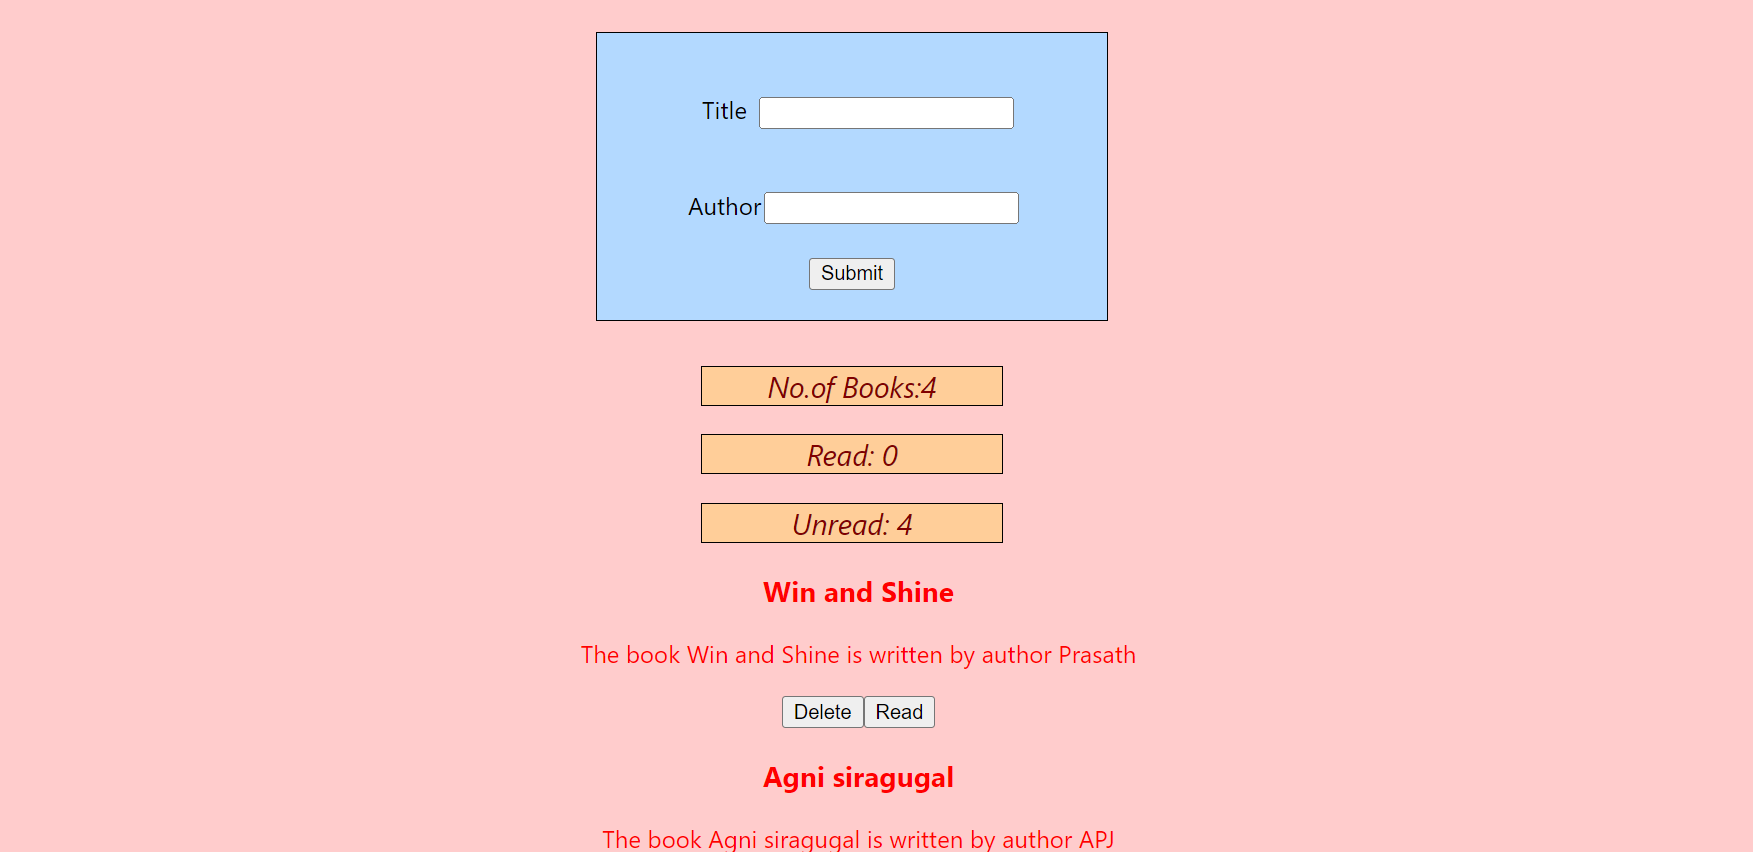 Title
Author
Submit
No.of Books:4
Read: 0
Unread: 4
Win and Shine
The book Win and Shine is written by author Prasath
Delete Read
Agni siragugal
The book Agni siragugal is written by author APJ